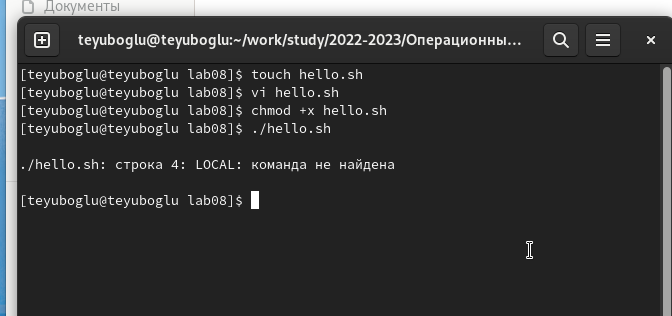 Документы
teyuboglu@teyuboglu:~/work/study/2022-2023/Операционны...
[teyuboglu@teyuboglu lab08]$ touch hello.sh
[teyuboglu@teyuboglu lab08]$ vi hello.sh
[teyuboglu@teyuboglu lab08]$ chmod +x hello.sh
[teyuboglu@teyuboglu lab08]$ ./hello.sh
./hello.sh: строка 4: LOCAL: команда не найдена
[teyuboglu@teyuboglu lab08]$